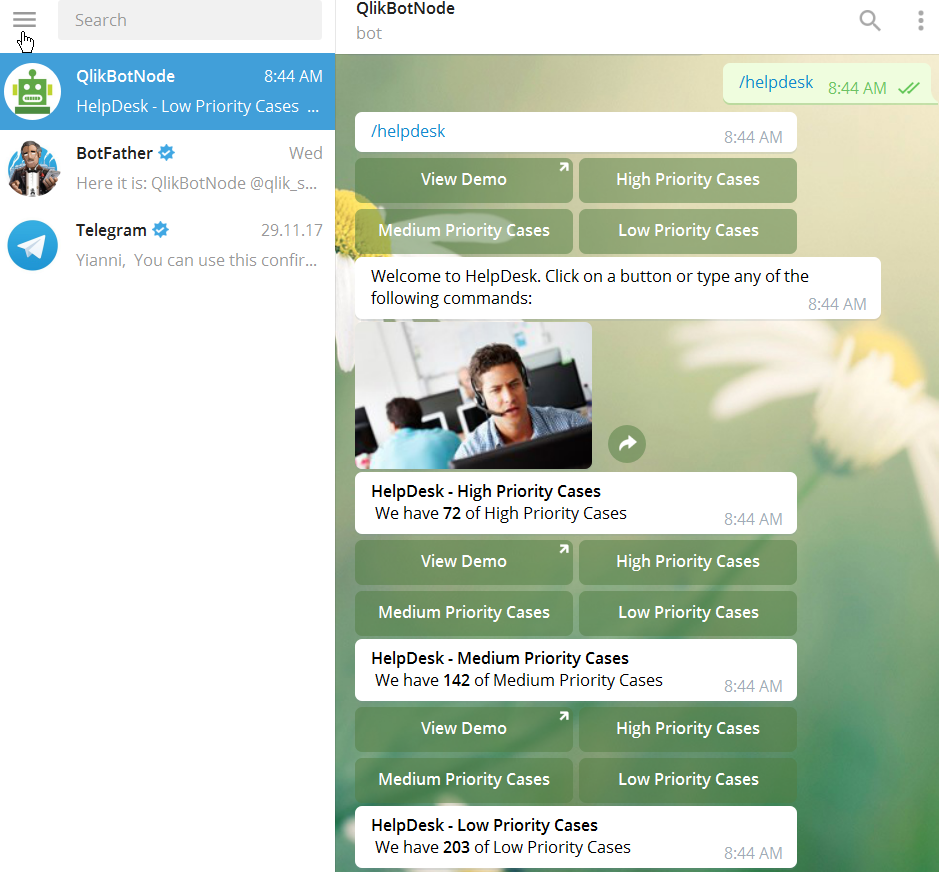 Search
QlikBotNode 8:44 AM
HelpDesk - Low Priority Cases ...
BotFather Wed
Here it is: QlikBotNode @qlik_s...
Telegram 29.11.17
Yianni, You can use this confir...
QlikBotNode
bot
/helpdesk 8:44 AM
/helpdesk 8:44 AM
View Demo High Priority Cases
Medium Priority Cases Low Priority Cases
Welcome to HelpDesk. Click on a button or type any of the
following commands: 8:44 AM
HelpDesk - High Priority Cases
We have 72 of High Priority Cases 8:44 AM
View Demo High Priority Cases
Medium Priority Cases Low Priority Cases
HelpDesk - Medium Priority Cases
We have 142 of Medium Priority Cases 8:44 AM
View Demo High Priority Cases
Medium Priority Cases Low Priority Cases
HelpDesk - Low Priority Cases
We have 203 of Low Priority Cases 8:44 AM